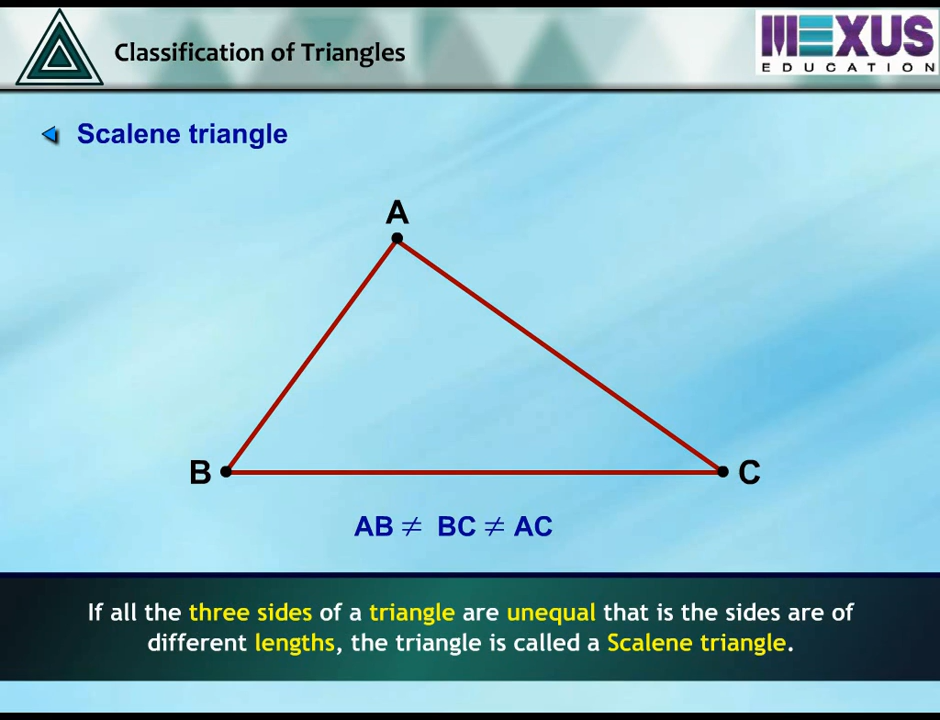 Classification of Triangles
MEXUS
EDUCATION
Scalene triangle
A
B
C
AB ≠ BC ≠ AC
If all the three sides of a triangle are unequal that is the sides are of
different lengths, the triangle is called a Scalene triangle.